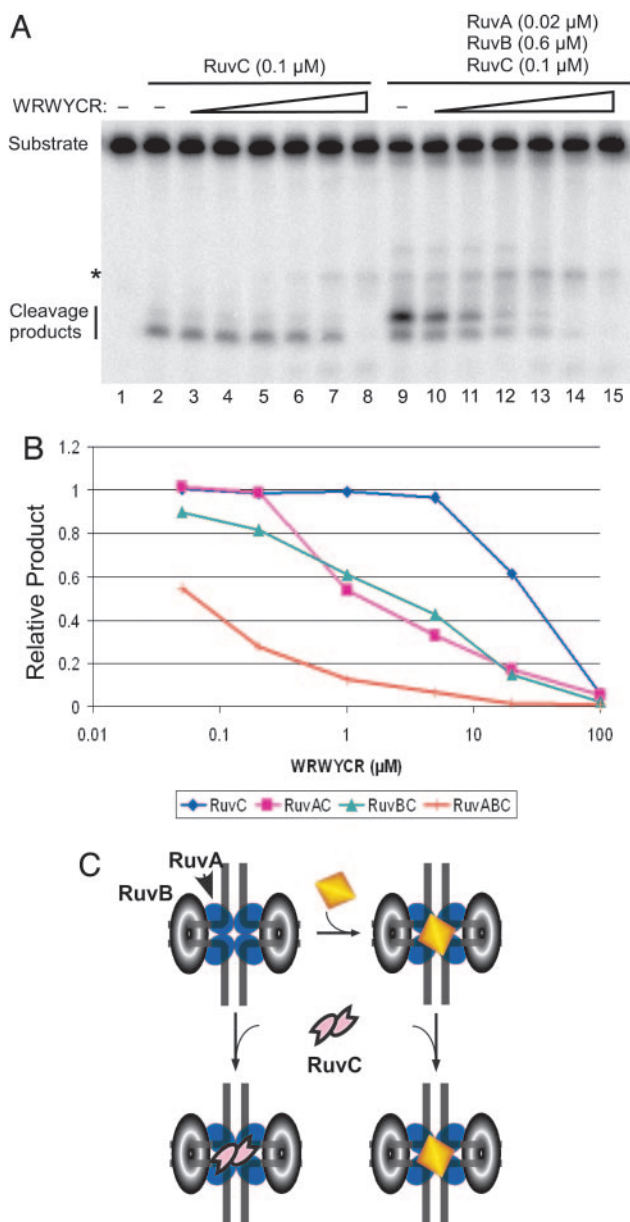 A
RuvC (0.1 µM)
RuvA (0.02 µM)
RuvB (0.6 µM)
RuvC (0.1 µM)
WRWYCR: – – –
Substrate
*
Cleavage
products
1 2 3 4 5 6 7 8 9 10 11 12 13 14 15
B
1.2
1
0.8
0.6
0.4
0.2
0
Relative Product
0.01 0.1 1 10 100
WRWYCR (µM)
RuvC RuvAC RuvBC RuvABC
C
RuvA
RuvB
RuvC